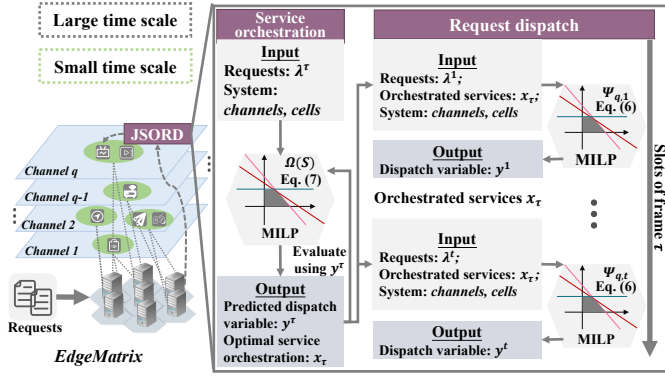 Large time scale
Small time scale
JSORD
Channel q
Channel q-1
Channel 2
Channel 1
Requests
EdgeMatrix
Service
orchestration
Input
Requests: λ^τ
System:
channels, cells
Ω(S)
Eq. (7)
MILP
Evaluate
using y^τ
Output
Predicted dispatch
variable: y^τ
Optimal service
orchestration: x_τ
Request dispatch
Input
Requests: λ^1;
Orchestrated services: x_τ;
System: channels, cells
Ψ_{q,1}
Eq. (6)
MILP
Output
Dispatch variable: y^1
Orchestrated services x_τ
Input
Requests: λ^t;
Orchestrated services: x_τ;
System: channels, cells
Ψ_{q,t}
Eq. (6)
MILP
Output
Dispatch variable: y^t
Slots of frame τ